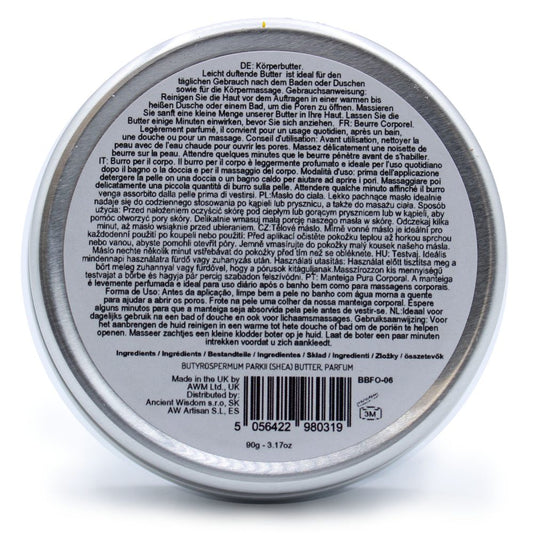 DE: Körperbutter.
Leicht duftende Butter ist ideal für den
täglichen Gebrauch nach dem Baden oder Duschen
sowie für die Körpermassage. Gebrauchsanweisung:
Reinigen Sie die Haut vor dem Auftragen in einer warmen bis
heißen Dusche oder einem Bad, um die Poren zu öffnen. Massieren
Sie sanft eine kleine Menge unserer Butter in Ihre Haut. Lassen Sie die
Butter einige Minuten einwirken, bevor Sie sich anziehen. FR: Beurre Corporel.
Legèrement parfumé, il convient pour un usage quotidien, après un bain,
une douche ou pour un massage. Conseil d'utilisation: Avant utilisation, nettoyer la
peau avec de l'eau chaude pour ouvrir les pores. Massez délicatement une noisette de
beurre sur la peau. Attendre quelques minutes que le beurre penètre avant de s'habiller.
IT: Burro per il corpo. Il burro per il corpo è leggermente profumato e ideale per l'uso quotidiano
dopo il bagno o la doccia e per il massaggio del corpo. Modalità d'uso: prima dell'applicazione
detergere la pelle in una doccia o un bagno caldo per aiutare ad aprire i pori. Massaggiare poi
delicatamente una piccola quantità di burro sulla pelle. Attendere qualche minuto affinché il burro
venga assorbito dalla pelle prima di vestirsi. PL:Masło do ciała. Lekko pachnące masło idealnie
nadaje się do codziennego stosowania po kąpieli lub prysznicu, a także do masażu ciała. Sposób
użycia: Przed nałożeniem oczyścić skórę pod ciepłym lub gorącym prysznicem lub w kąpieli, aby
pomóc otworzyć pory skóry. Delikatnie wmasuj małą porcję naszego masła w skórę. Odczekaj kilka
minut, aż masło wsiąknie przed ubieraniem. CZ:Tělové máslo. Mírně vonné máslo je ideální pro
každodenní použití po koupeli nebo použití. Před aplikací očistěte pokožku teplou až horkou sprchou
nebo vanou, abyste pomohli otevřít póry. Jemně vmasírujte do pokožky malý kousek našeho másla.
Máslo nechte několik minut vstřebávat do pokožky před tím než se obléknete. HU: Testvaj. Ideális
mindennapi használatra fürdő vagy zuhanyzás után. Használati utasítás: Használat előtt tisztítsa meg a
bőrt meleg zuhannyal vagy fürdővel, hogy a pórusok kitáguljanak.Masszírozzon kis mennyiségű
testvajat a bőrbe és hagyja pár percig szabadon felszívódni. PT: Manteiga Pura Corporal. A manteiga
é levemente perfumada e ideal para uso diário após o banho bem como para massagens corporais.
Forma de Uso: Antes da aplicação, limpe bem a pele no banho com água morna a quente
para ajudar a abrir os poros. Frote na pele uma colher da nossa manteiga corporal. Espere
alguns minutos para que a manteiga seja absorvida pela pele antes de vestir-se. NL:Ideaal voor
dagelijks gebruik na een bad of douche en ook voor lichaamsmassages. Gebruiksaanwijzing: Voor
het aanbrengen de huid reinigen in een warme tot hete douche of bad om de poriën te helpen
openen. Masseer zachtjes een kleine klodder boter op je huid. Laat de boter een paar minuten
intrekken voordat u zich aankleedt.
Ingredients / Ingrédients / Bestandteile / Ingredientes / Sklad / Ingredienti / Zložky / összetevők
BUTYROSPERMUM PARKII (SHEA) BUTTER, PARFUM
Made in the UK by
AWM Ltd., UK
Distributed by:
Ancient Wisdom s.r.o, SK
AW Artisan S.L, ES
BBFO-06
3M
5 056422 980319
90g - 3.17oz